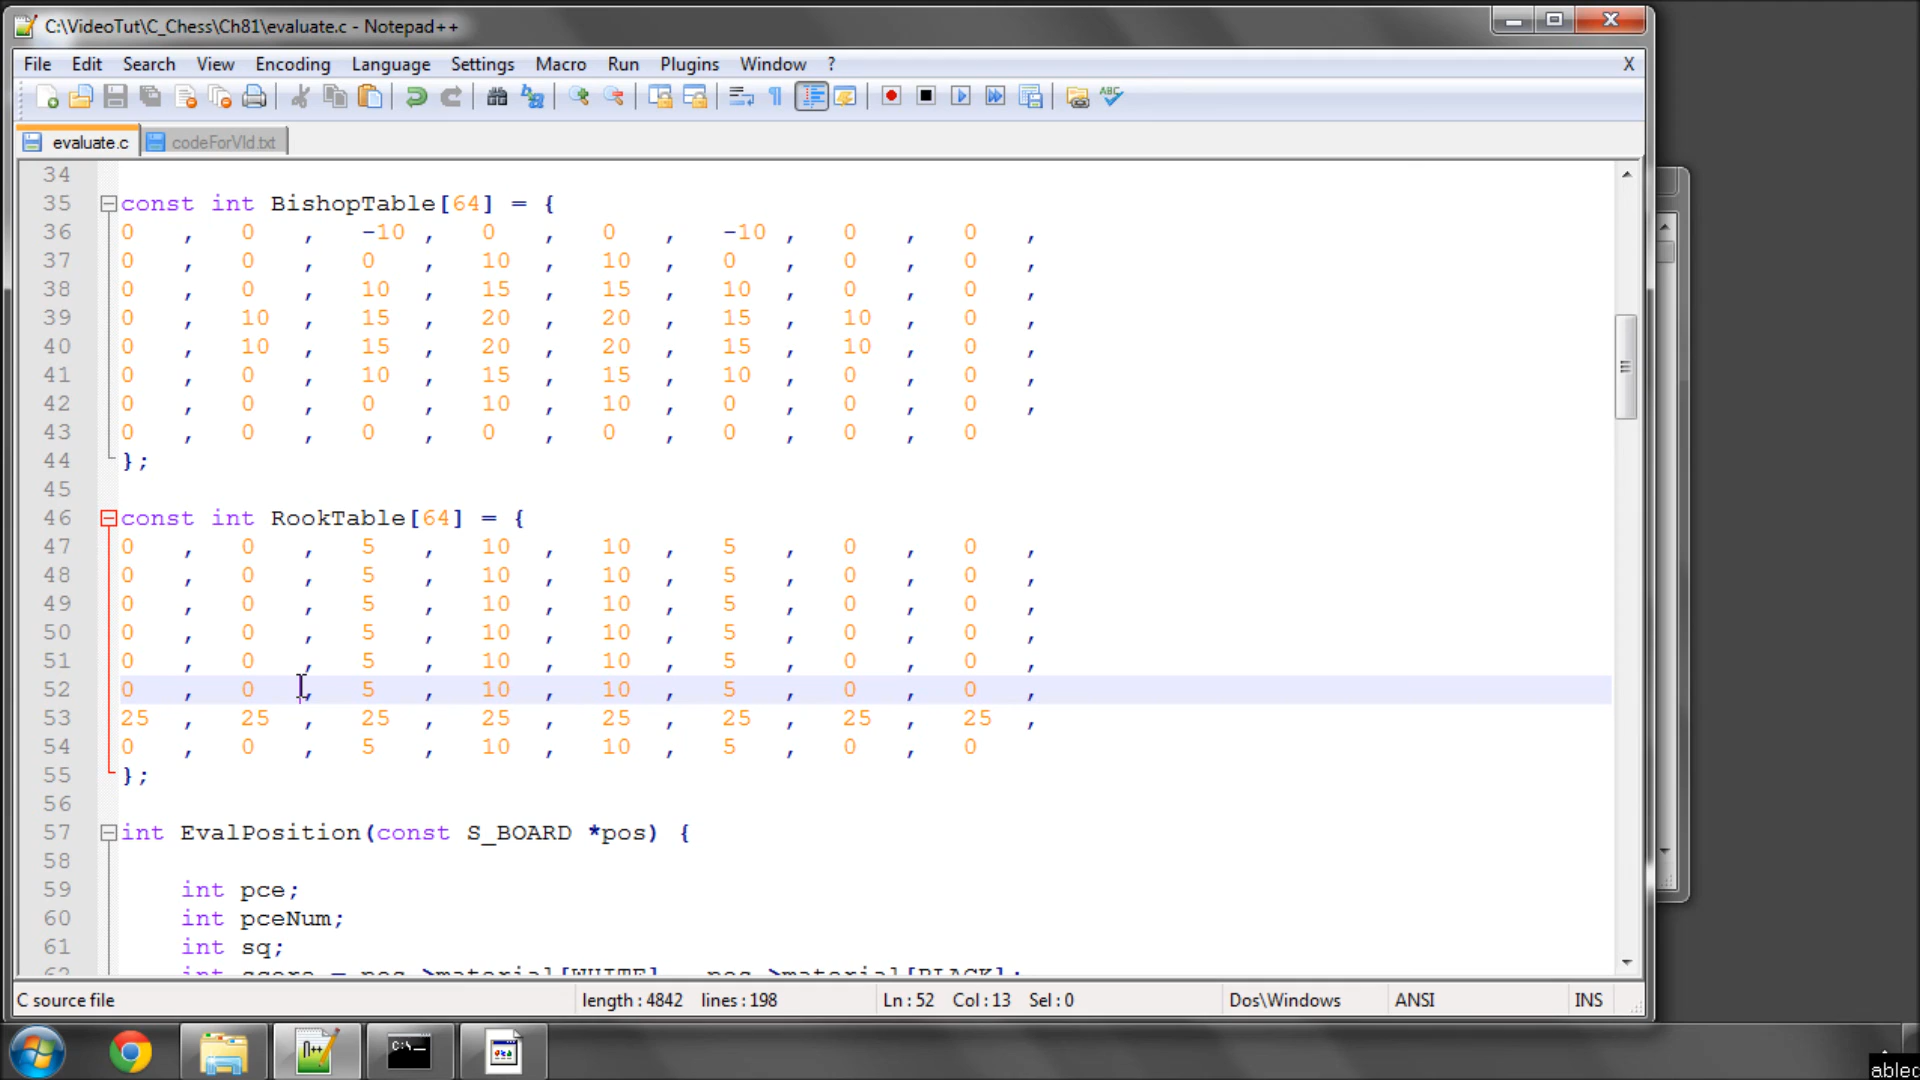 C:\VideoTut\C_Chess\Ch81\evaluate.c - Notepad++
File Edit Search View Encoding Language Settings Macro Run Plugins Window ? X
evaluate.c codeForVId.txt
34
35 const int BishopTable[64] = {
36 0 , 0 , -10 , 0 , 0 , -10 , 0 , 0 ,
37 0 , 0 , 0 , 10 , 10 , 0 , 0 , 0 ,
38 0 , 0 , 10 , 15 , 15 , 10 , 0 , 0 ,
39 0 , 10 , 15 , 20 , 20 , 15 , 10 , 0 ,
40 0 , 10 , 15 , 20 , 20 , 15 , 10 , 0 ,
41 0 , 0 , 10 , 15 , 15 , 10 , 0 , 0 ,
42 0 , 0 , 0 , 10 , 10 , 0 , 0 , 0 ,
43 0 , 0 , 0 , 0 , 0 , 0 , 0 , 0
44 };
45
46 const int RookTable[64] = {
47 0 , 0 , 5 , 10 , 10 , 5 , 0 , 0 ,
48 0 , 0 , 5 , 10 , 10 , 5 , 0 , 0 ,
49 0 , 0 , 5 , 10 , 10 , 5 , 0 , 0 ,
50 0 , 0 , 5 , 10 , 10 , 5 , 0 , 0 ,
51 0 , 0 , 5 , 10 , 10 , 5 , 0 , 0 ,
52 0 , 0 , 5 , 10 , 10 , 5 , 0 , 0 ,
53 25 , 25 , 25 , 25 , 25 , 25 , 25 , 25 ,
54 0 , 0 , 5 , 10 , 10 , 5 , 0 , 0
55 };
56
57 int EvalPosition(const S_BOARD *pos) {
58
59 int pce;
60 int pceNum;
61 int sq;
62 int score = pos->material[WHITE] - pos->material[BLACK];
C source file length : 4842 lines : 198 Ln : 52 Col : 13 Sel : 0 Dos\Windows ANSI INS
ablec